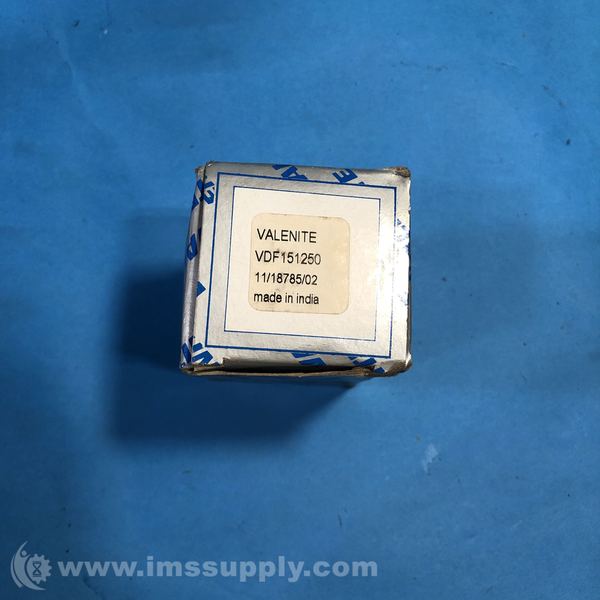 VALENITE
VDF151250
11/18785/02
made in india
www.imssupply.com